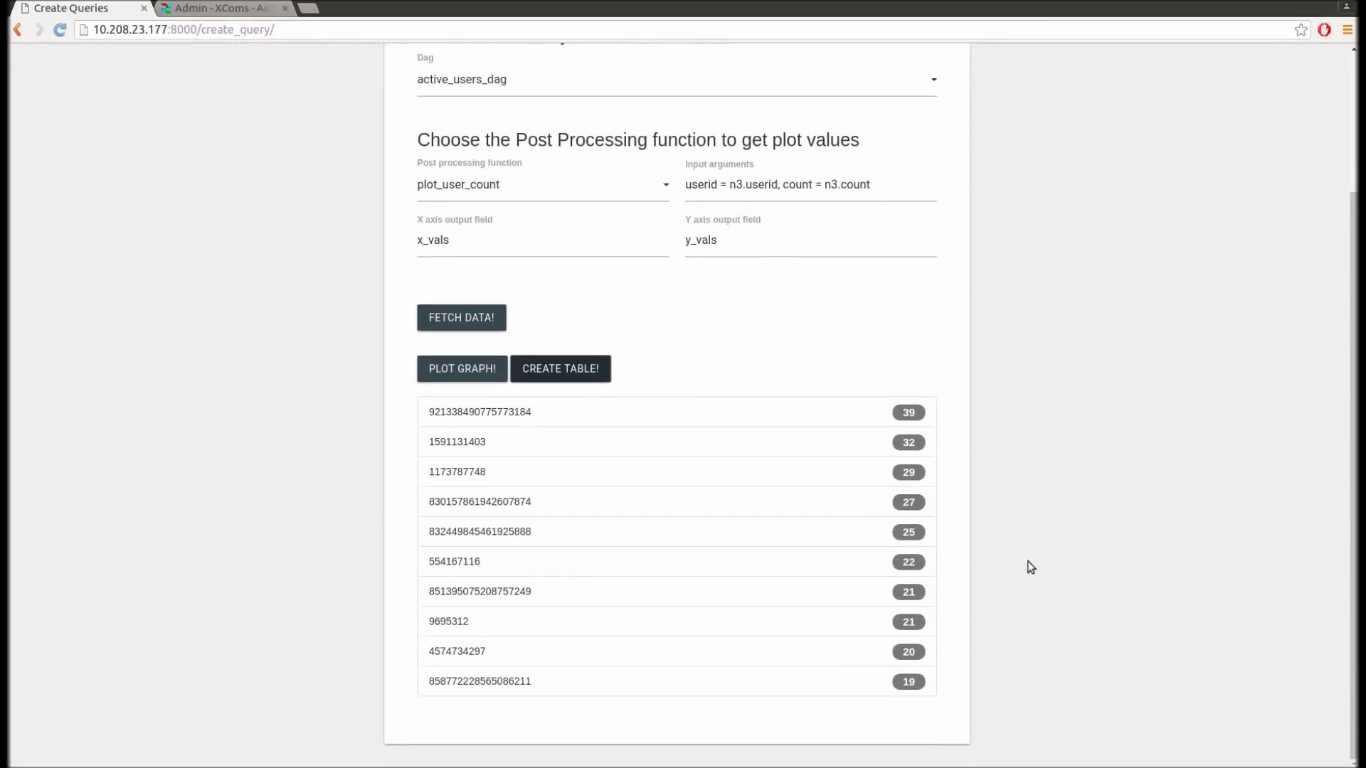 Create Queries
Admin - XComs - Ai
10.208.23.177:8000/create_query/
Dag
active_users_dag
Choose the Post Processing function to get plot values
Post processing function
Input arguments
plot_user_count
userid = n3.userid, count = n3.count
X axis output field
Y axis output field
x_vals
y_vals
FETCH DATA!
PLOT GRAPH!
CREATE TABLE!
921338490775773184 39
1591131403 32
1173787748 29
830157861942607874 27
832449845461925888 25
554167116 22
851395075208757249 21
9695312 21
4574734297 20
858772228565086211 19